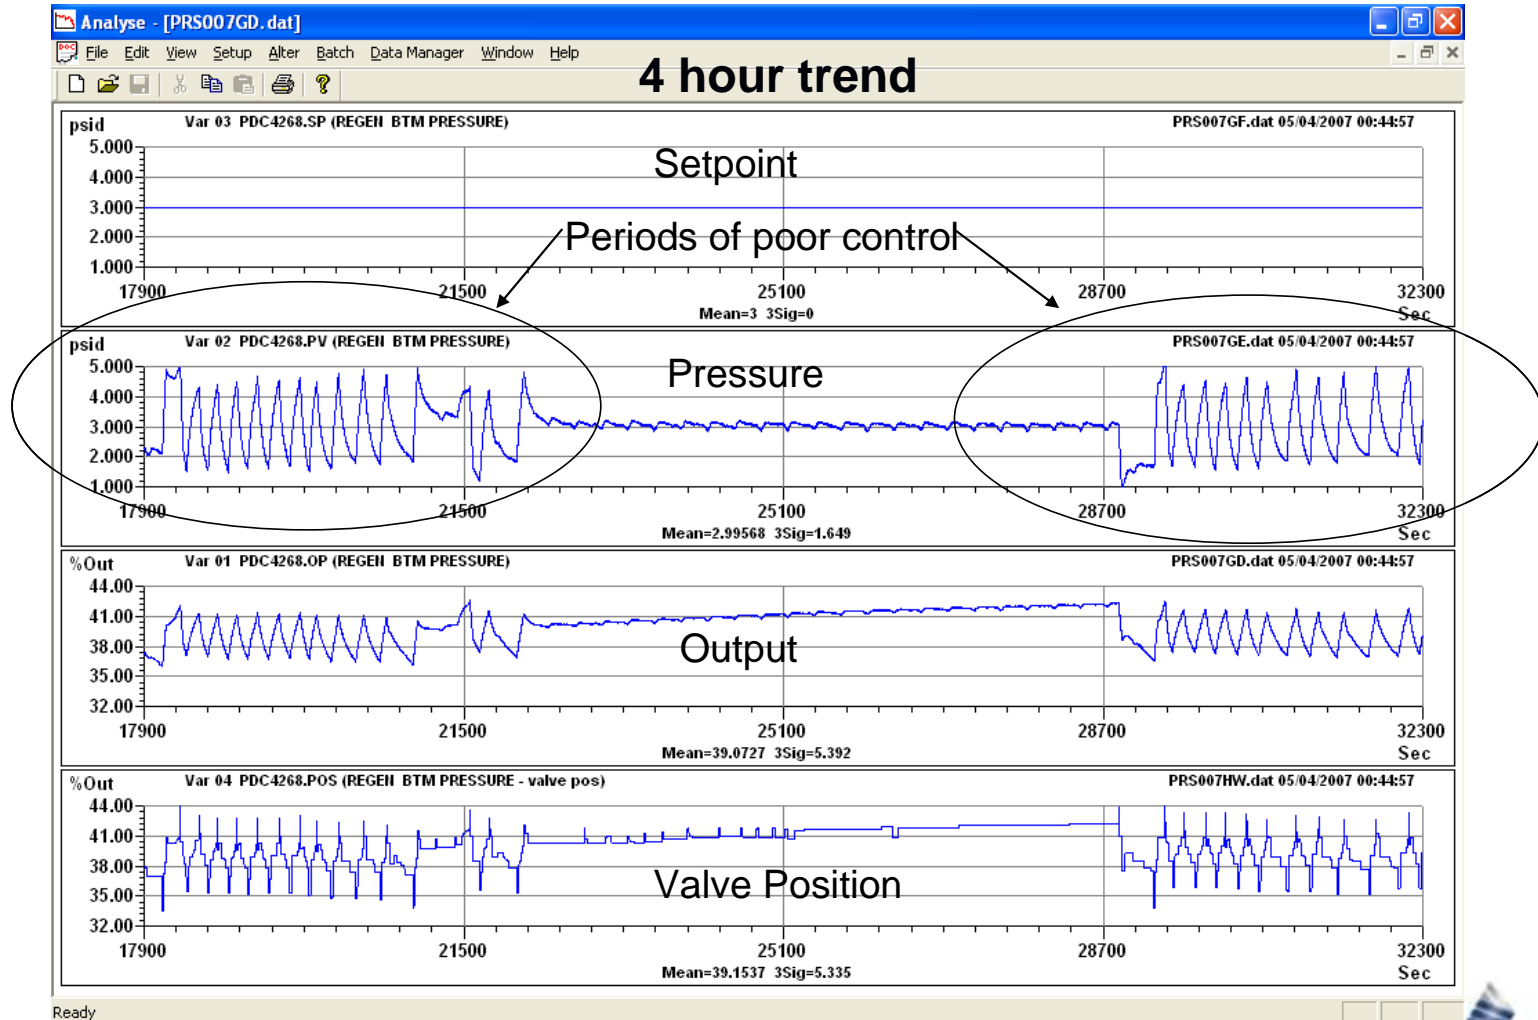 Analyse - [PRS007GD.dat]
File Edit View Setup Alter Batch Data Manager Window Help
4 hour trend
psid Var 03 PDC4268.SP (REGEN BTM PRESSURE) PRS007GF.dat 05/04/2007 00:44:57
5.000
Setpoint
4.000
3.000
Periods of poor control
2.000
1.000
17900 21500 25100 28700 32300
Mean=3 3Sig=0 Sec
psid Var 02 PDC4268.PV (REGEN BTM PRESSURE) PRS007GE.dat 05/04/2007 00:44:57
5.000
Pressure
4.000
3.000
2.000
1.000
17900 21500 25100 28700 32300
Mean=2.99568 3Sig=1.649 Sec
%Out Var 01 PDC4268.OP (REGEN BTM PRESSURE) PRS007GD.dat 05/04/2007 00:44:57
44.00
41.00
38.00
Output
35.00
32.00
17900 21500 25100 28700 32300
Mean=39.0727 3Sig=5.392 Sec
%Out Var 04 PDC4268.POS (REGEN BTM PRESSURE - valve pos) PRS007HW.dat 05/04/2007 00:44:57
44.00
41.00
38.00
Valve Position
35.00
32.00
17900 21500 25100 28700 32300
Mean=39.1537 3Sig=5.335 Sec
Ready